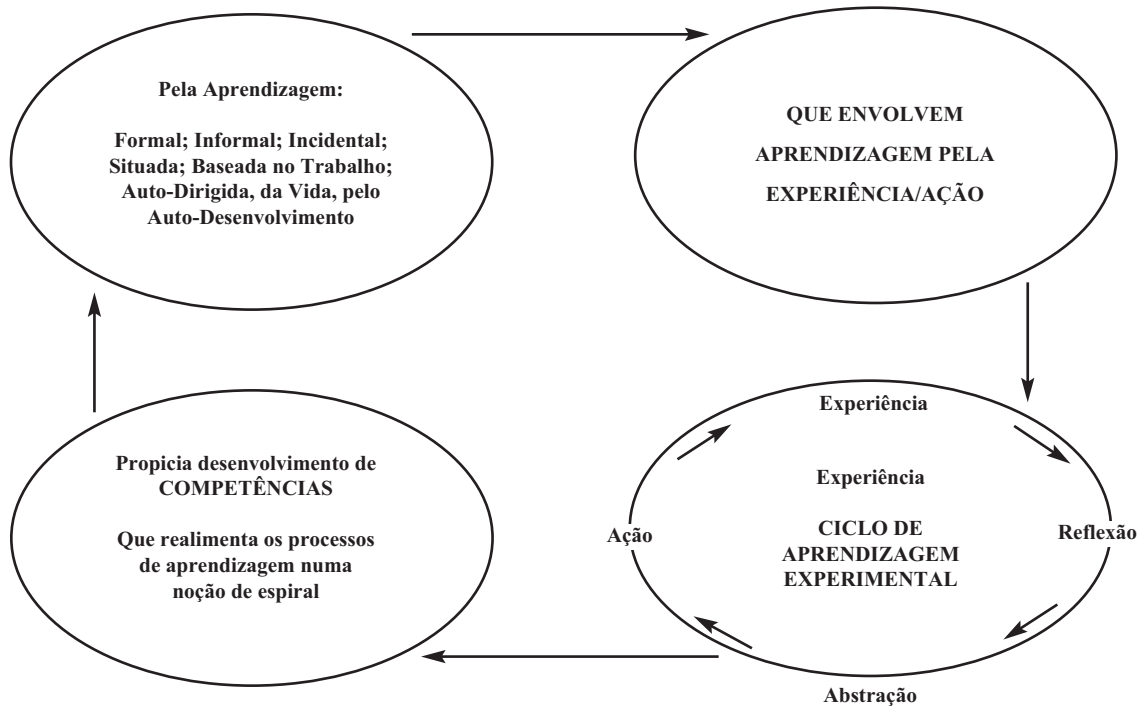 Pela Aprendizagem:
Formal; Informal; Incidental;
Situada; Baseada no Trabalho;
Auto-Dirigida, da Vida, pelo
Auto-Desenvolvimento
QUE ENVOLVEM
APRENDIZAGEM PELA
EXPERIÊNCIA/AÇÃO
Propicia desenvolvimento de
COMPETÊNCIAS
Que realimenta os processos
de aprendizagem numa
noção de espiral
Experiência
Experiência
Ação
CICLO DE
APRENDIZAGEM
EXPERIMENTAL
Reflexão
Abstração